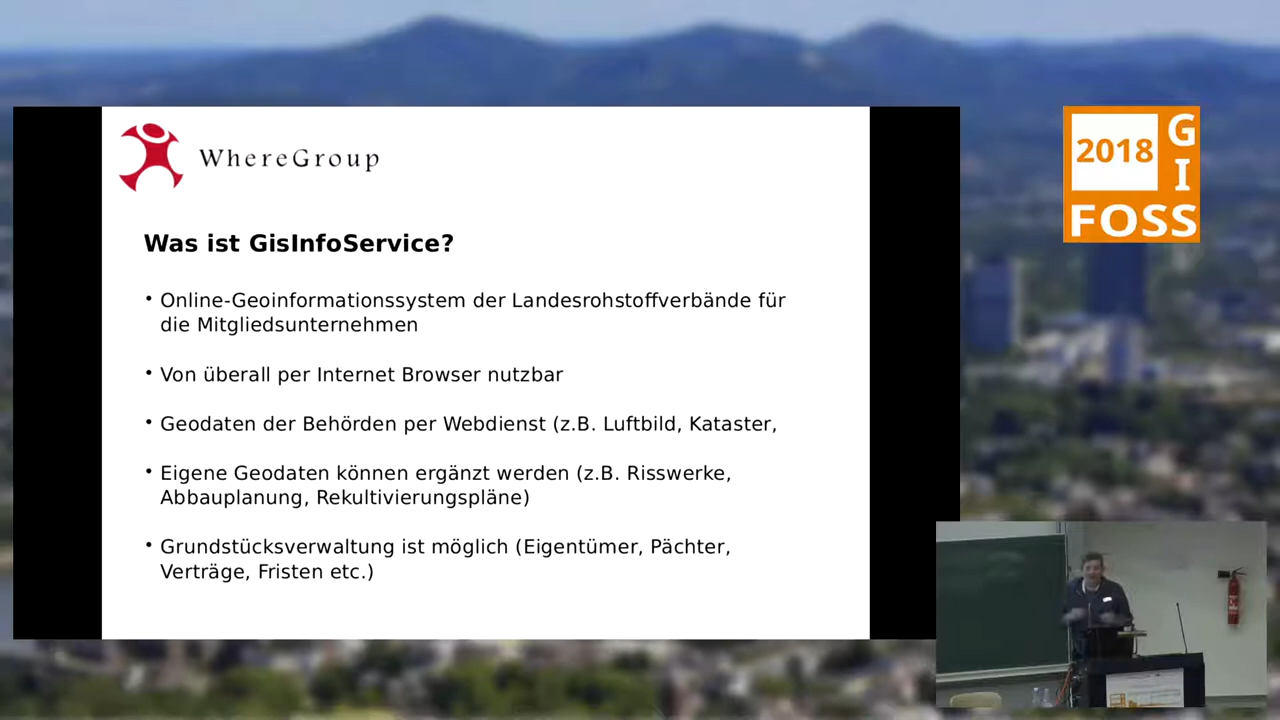 WhereGroup
Was ist GisInfoService?
• Online-Geoinformationssystem der Landesrohstoffverbände für
die Mitgliedsunternehmen
• Von überall per Internet Browser nutzbar
• Geodaten der Behörden per Webdienst (z.B. Luftbild, Kataster,
• Eigene Geodaten können ergänzt werden (z.B. Risswerke,
Abbauplanung, Rekultivierungspläne)
• Grundstücksverwaltung ist möglich (Eigentümer, Pächter,
Verträge, Fristen etc.)
2018
GI
FOSS